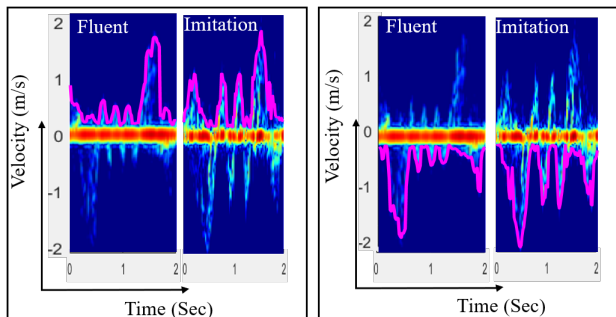 Fluent Imitation
Velocity (m/s)
2
1
0
-1
-2
0 1 2 0 1 2
Time (Sec)
Fluent Imitation
Velocity (m/s)
2
1
0
-1
-2
0 1 2 0 1 2
Time (Sec)